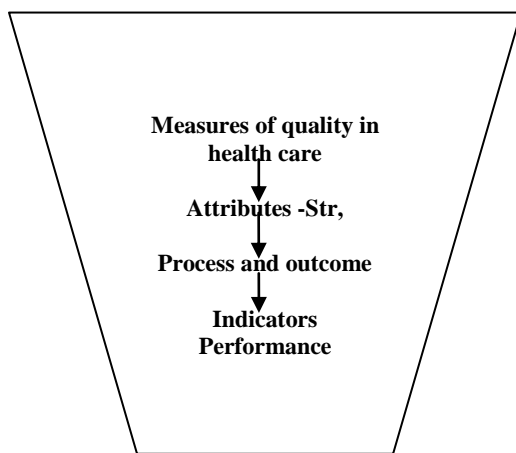 Measures of quality in
health care
Attributes -Str,
Process and outcome
Indicators
Performance